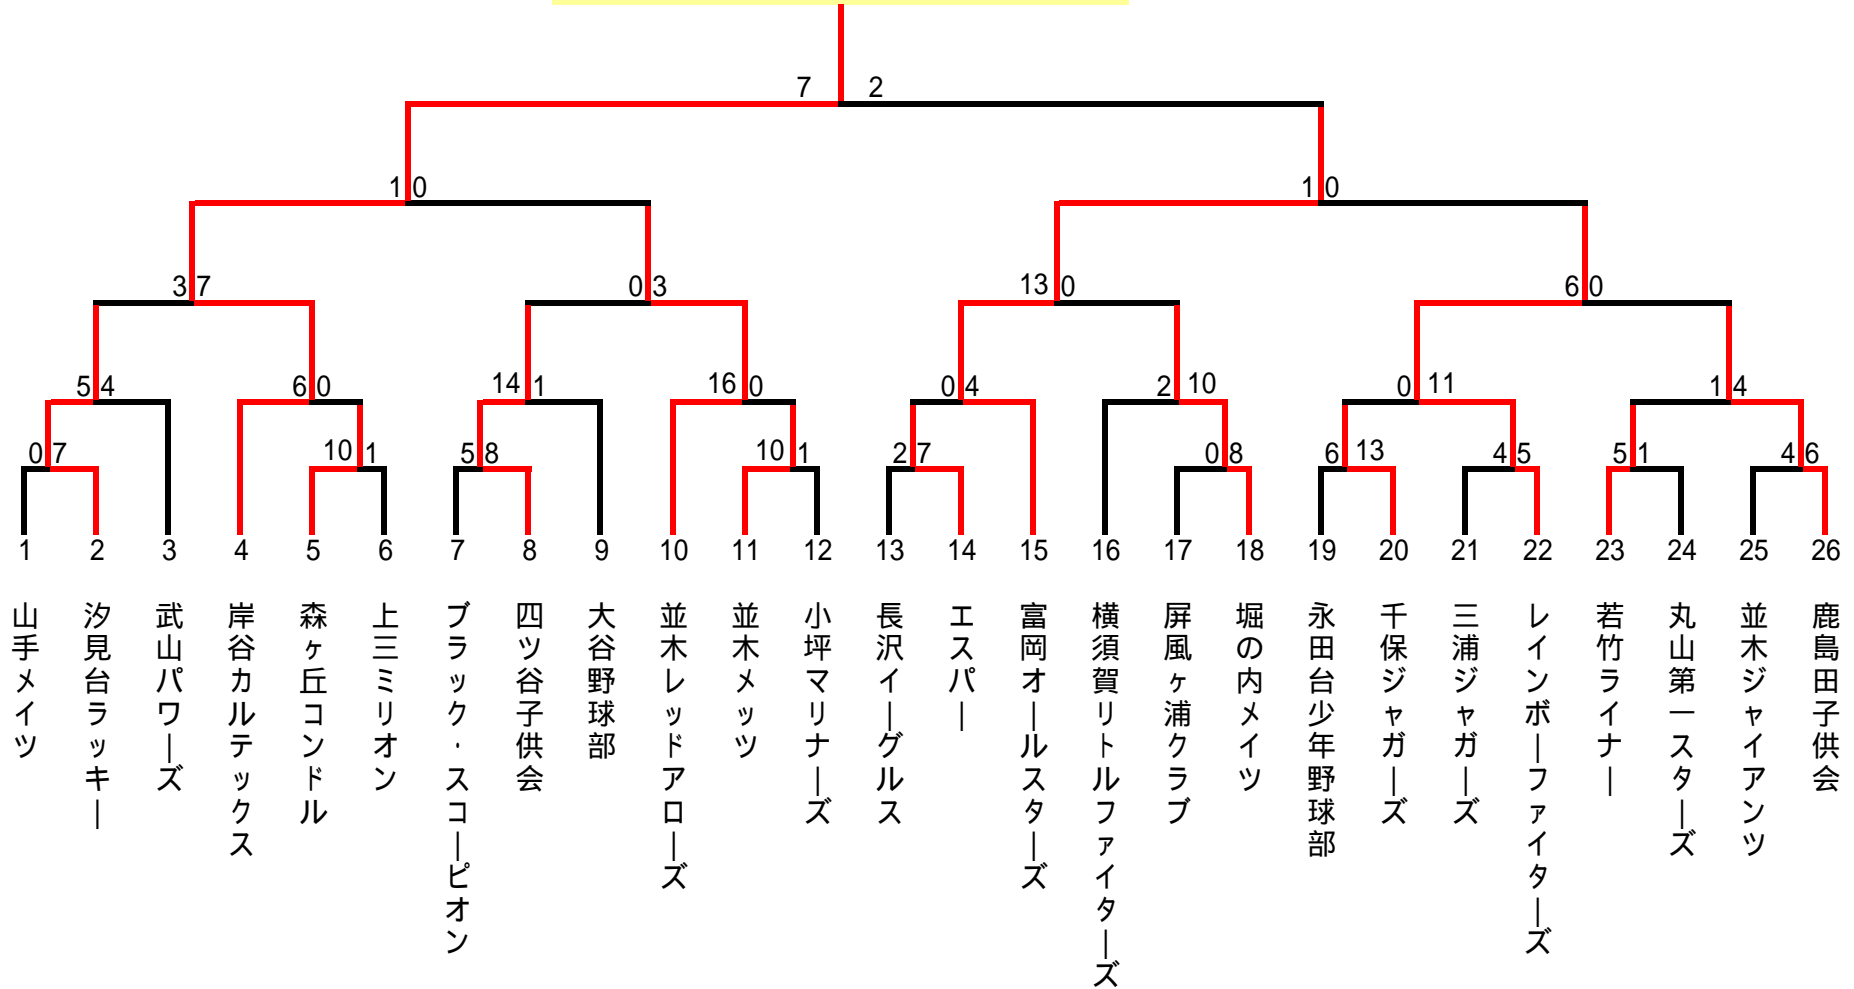 7 2
1 0
1 0
3 7
0 3
13 0
6 0
5 4
6 0
14 1
16 0
0 4
2 10
0 11
1 4
0 7
10 1
5 8
10 1
2 7
0 8
6 13
4 5
5 1
4 6
1 2 3 4 5 6 7 8 9 10 11 12 13 14 15 16 17 18 19 20 21 22 23 24 25 26
山手メイツ
汐見台ラッキー
武山パワーズ
岸谷カルテックス
森ヶ丘コンドル
上三ミリオン
ブラック・スコーピオン
四ツ谷子供会
大谷野球部
並木レッドアローズ
並木メッツ
小坪マリナーズ
長沢イーグルス
エスパー
富岡オールスターズ
横須賀リトルファイターズ
屏風ヶ浦クラブ
堀の内メイツ
永田台少年野球部
千保ジャガーズ
三浦ジャガーズ
レインボーファイターズ
若竹ライナー
丸山第一スターズ
並木ジャイアンツ
鹿島田子供会